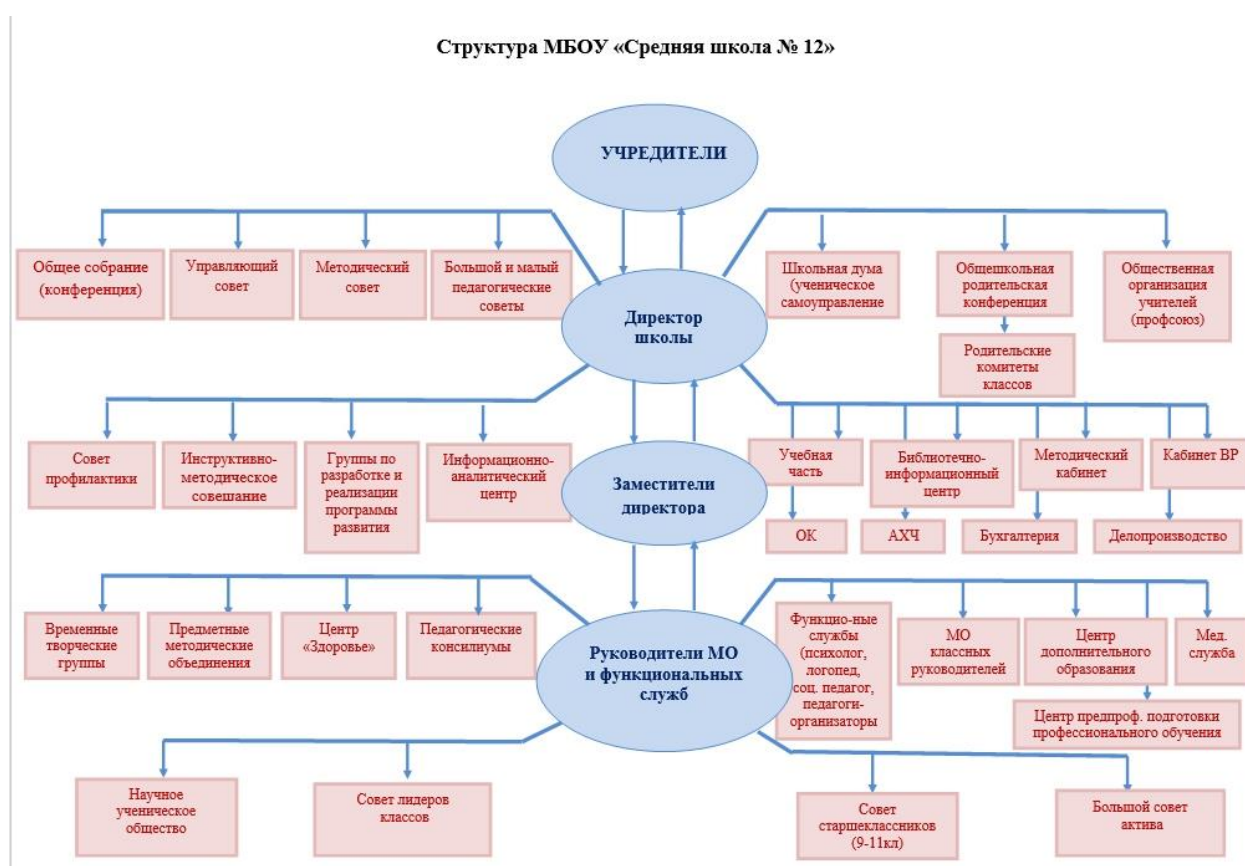 Структура МБОУ «Средняя школа № 12»
УЧРЕДИТЕЛИ
Общее собрание
(конференция)
Управляющий
совет
Методический
совет
Большой и малый
педагогические
советы
Школьная дума
(ученическое
самоуправление
Общешкольная
родительская
конференция
Общественная
организация
учителей
(профсоюз)
Директор
школы
Родительские
комитеты
классов
Совет
профилактики
Инструктивно-
методическое
совешание
Группы по
разработке и
реализации
программы
развития
Информационно-
аналитический
центр
Учебная
часть
Библиотечно-
информационный
центр
Методический
кабинет
Кабинет ВР
Заместители
директора
ОК
АХЧ
Бухгалтерия
Делопроизводство
Временные
творческие
группы
Предметные
методические
объединения
Центр
«Здоровье»
Педагогические
консилиумы
Руководители МО
и функциональных
служб
Функцио-ные
службы
(психолог,
логопед,
соц. педагог,
педагоги-
организаторы
МО
классных
руководителей
Центр
дополнительного
образования
Мед.
служба
Центр предпроф. подготовки
профессионального обучения
Научное
ученическое
общество
Совет лидеров
классов
Совет
старшеклассников
(9-11кл)
Большой совет
актива